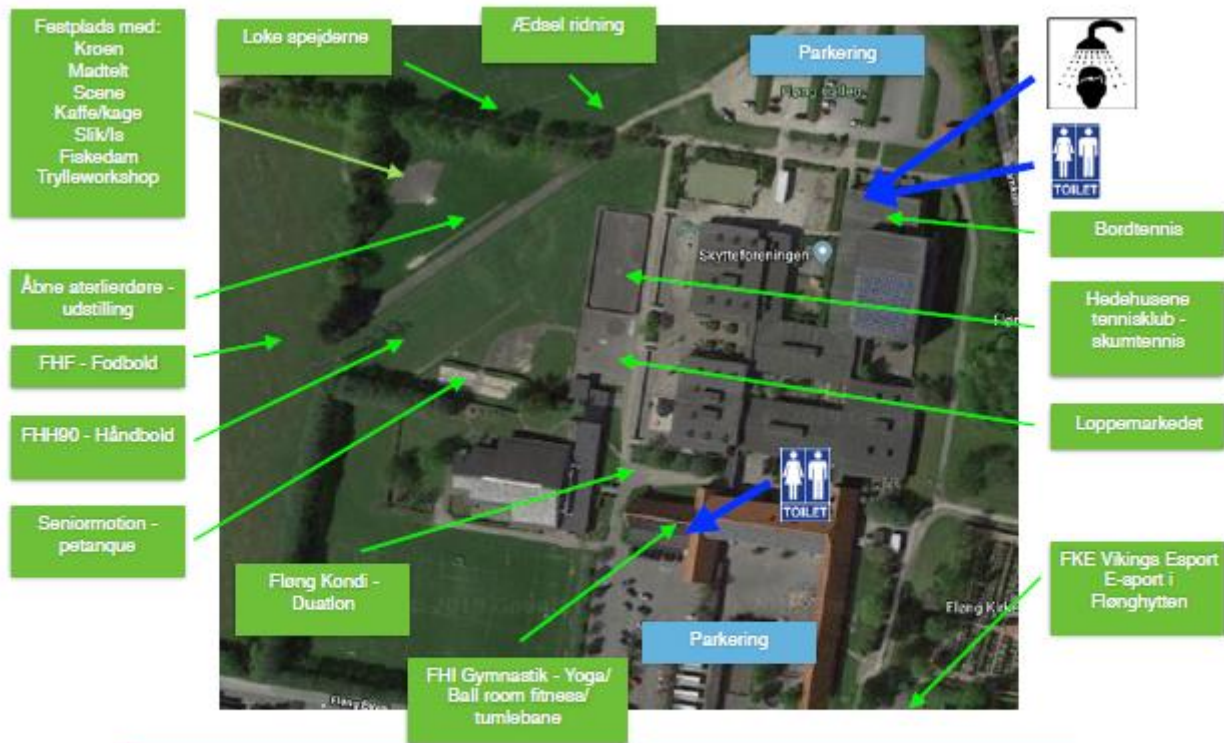 Festplads med:
Kroen
Madtelt
Scene
Kaffe/kage
Slik/Is
Fiskedam
Trylleworkshop
Loke spejderne
Ædsel ridning
Parkering
TOILET
Bordtennis
Skytteforeningen
Åbne aterlierdøre -
udstilling
Hedehusene
tennisklub -
skumtennis
FHF - Fodbold
FHH90 - Håndbold
Loppemarkedet
TOILET
Seniormotion -
petanque
Fløng Kondi -
Duatlon
FKE Vikings Esport
E-sport i
Flønghytten
Fløng Kirke
Parkering
FHI Gymnastik - Yoga/
Ball room fitness/
tumlebane